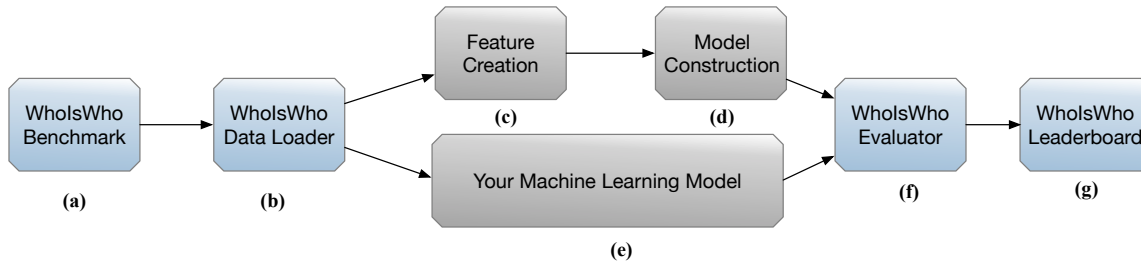 WhoIsWho
Benchmark
(a)
WhoIsWho
Data Loader
(b)
Feature
Creation
(c)
Model
Construction
(d)
Your Machine Learning Model
(e)
WhoIsWho
Evaluator
(f)
WhoIsWho
Leaderboard
(g)